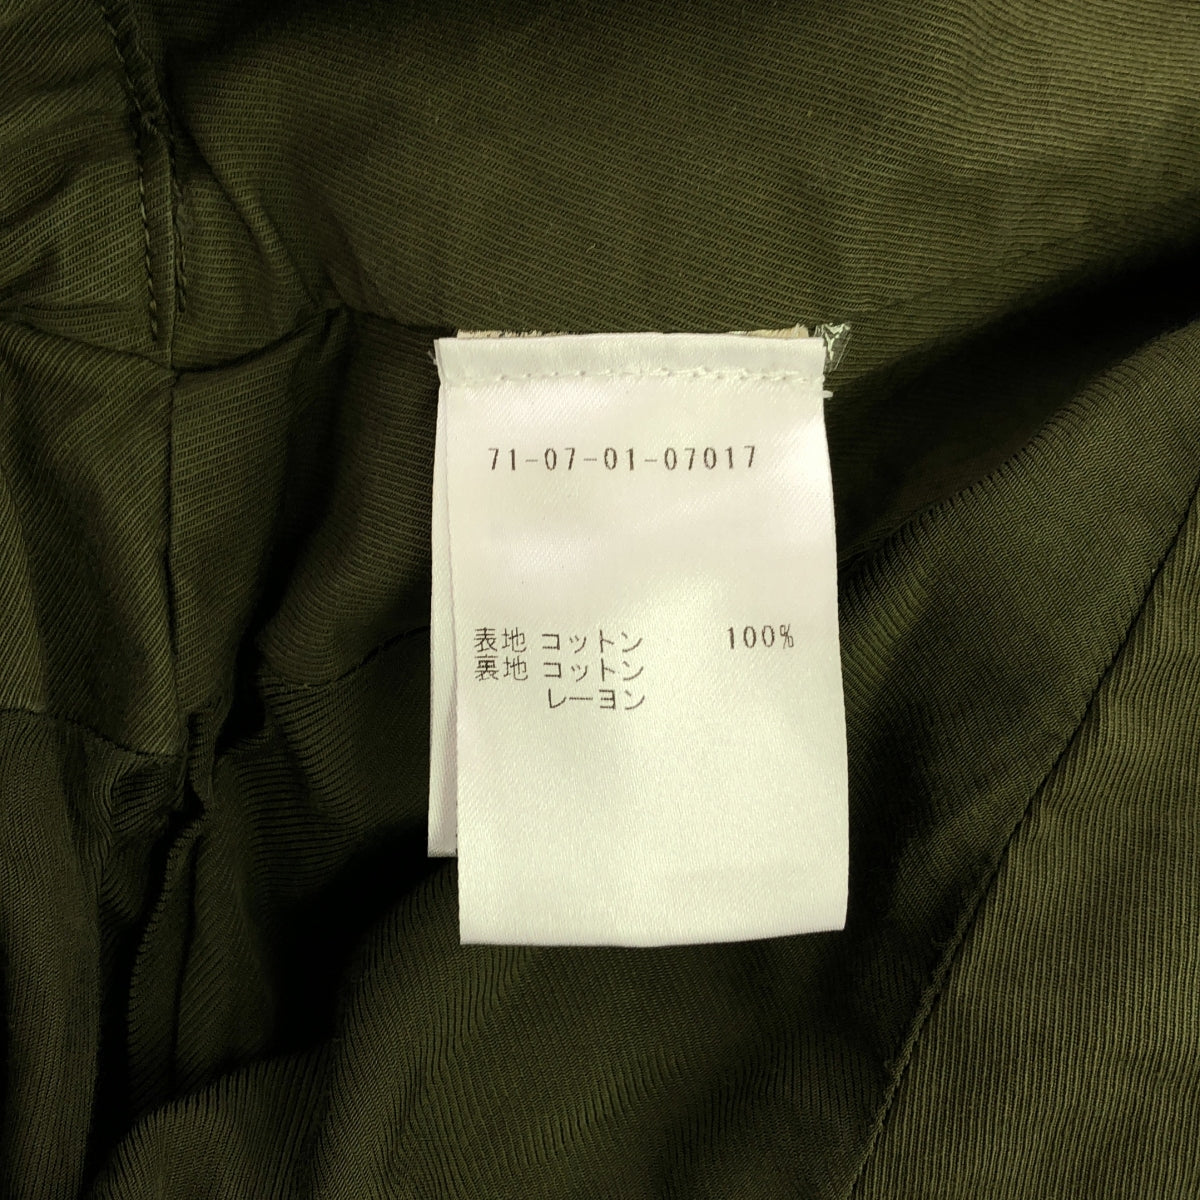 71-07-01-07017
表地 コットン 100%
裏地 コットン
レーヨン